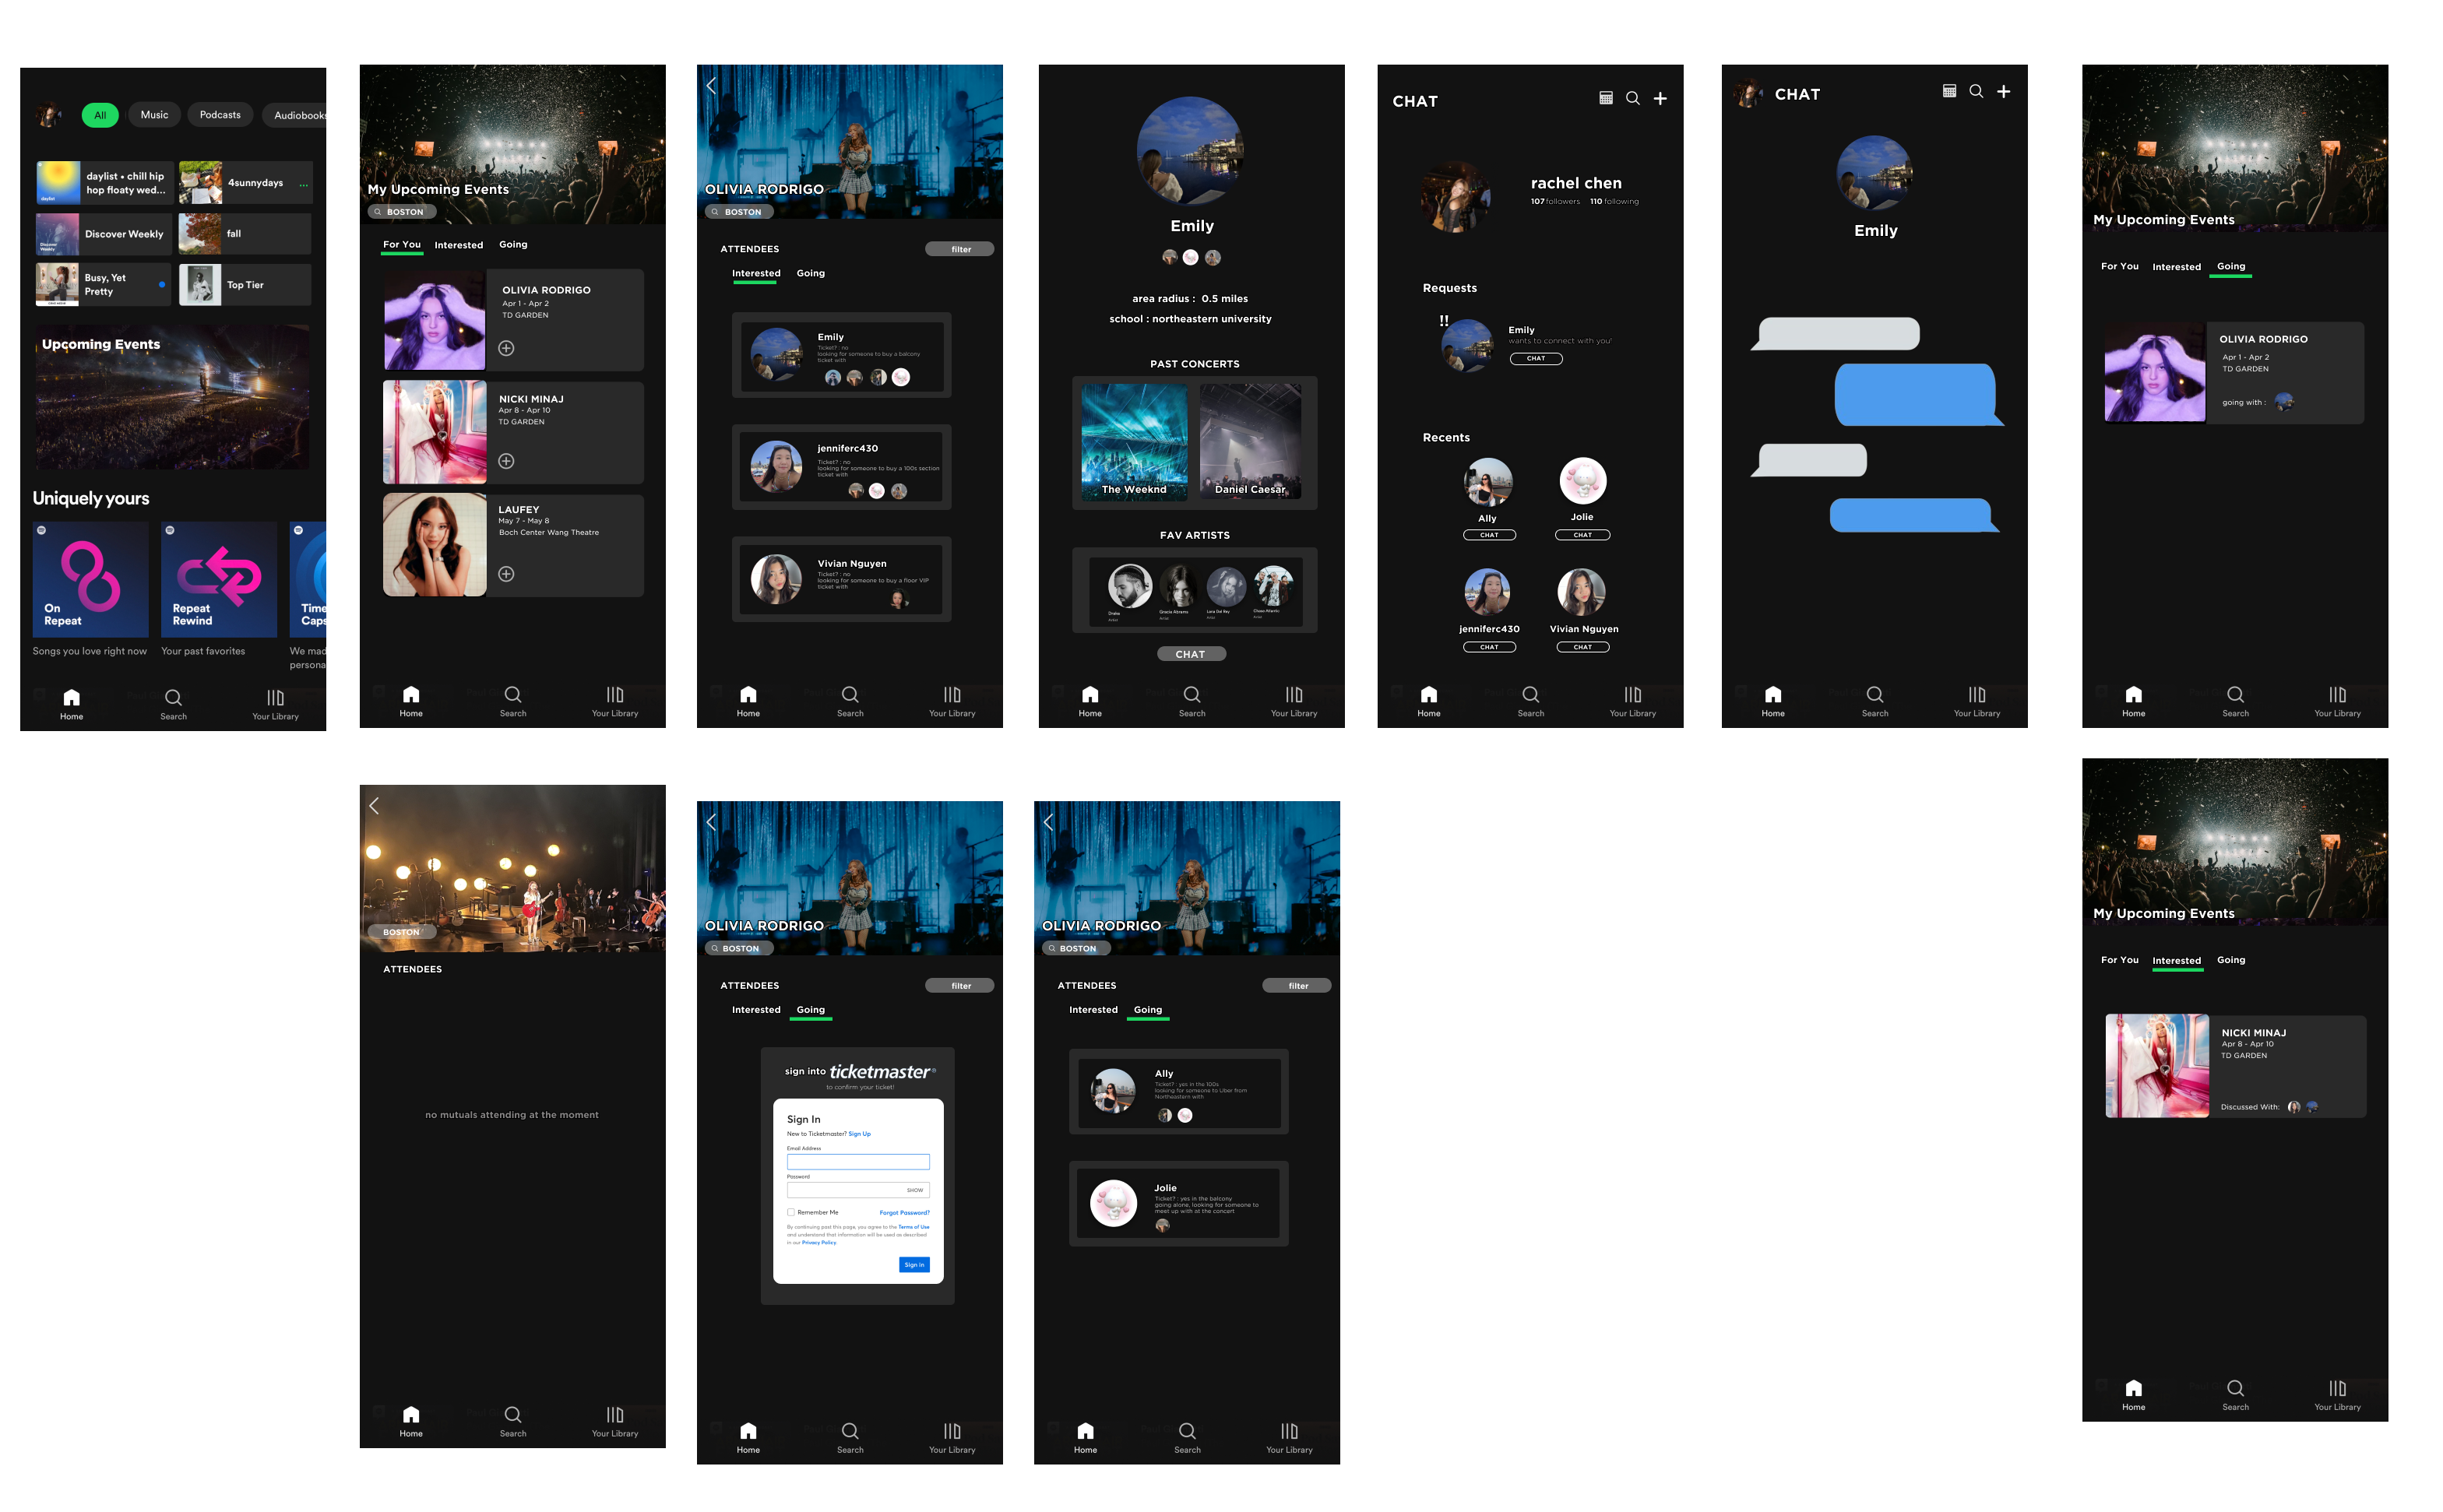 All
Music
Podcasts
Audiobooks
daylist • chill hip
hop floaty wed...
daylist
4sunnydays
...
Discover Weekly
Discover
Weekly
fall
Busy, Yet
Pretty
Top Tier
Upcoming Events
Uniquely yours
On
Repeat
Repeat
Rewind
Time
Caps
Songs you love right now
Your past favorites
We mad
persona
Home
Search
Your Library
My Upcoming Events
BOSTON
For You
Interested
Going
OLIVIA RODRIGO
Apr 1 - Apr 2
TD GARDEN
NICKI MINAJ
Apr 8 - Apr 10
TD GARDEN
LAUFEY
May 7 - May 8
Boch Center Wang Theatre
Home
Search
Your Library
OLIVIA RODRIGO
BOSTON
ATTENDEES
filter
Interested
Going
Emily
Ticket? : no
looking for someone to buy a balcony
ticket with
jenniferc430
Ticket? : no
looking for someone to buy a 100s section
ticket with
Vivian Nguyen
Ticket? : no
looking for someone to buy a floor VIP
ticket with
Home
Search
Your Library
Emily
area radius : 0.5 miles
school : northeastern university
PAST CONCERTS
The Weeknd
Daniel Caesar
FAV ARTISTS
Drake
Artist
Gracie Abrams
Artist
Lana Del Rey
Artist
Chase Atlantic
Artist
CHAT
Home
Search
Your Library
CHAT
rachel chen
107 followers 110 following
Requests
!!
Emily
wants to connect with you!
CHAT
Recents
Ally
CHAT
Jolie
CHAT
jenniferc430
CHAT
Vivian Nguyen
CHAT
Home
Search
Your Library
CHAT
Emily
Home
Search
Your Library
My Upcoming Events
For You
Interested
Going
OLIVIA RODRIGO
Apr 1 - Apr 2
TD GARDEN
going with :
Home
Search
Your Library
BOSTON
ATTENDEES
no mutuals attending at the moment
Home
Search
Your Library
OLIVIA RODRIGO
BOSTON
ATTENDEES
filter
Interested
Going
sign into ticketmaster®
to confirm your ticket!
Sign In
New to Ticketmaster? Sign Up
Email Address
Password
SHOW
Remember Me
Forgot Password?
By continuing past this page, you agree to the Terms of Use
and understand that information will be used as described
in our Privacy Policy.
Sign in
Home
Search
Your Library
OLIVIA RODRIGO
BOSTON
ATTENDEES
filter
Interested
Going
Ally
Ticket? : yes in the 100s
looking for someone to Uber from
Northeastern with
Jolie
Ticket? : yes in the balcony
going alone, looking for someone to
meet up with at the concert
Home
Search
Your Library
My Upcoming Events
For You
Interested
Going
NICKI MINAJ
Apr 8 - Apr 10
TD GARDEN
Discussed With:
Home
Search
Your Library